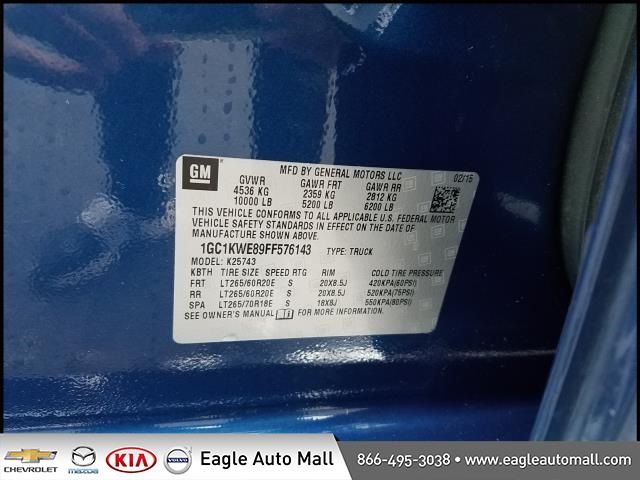 GM
MFD BY GENERAL MOTORS LLC
02/15
GVWR GAWR FRT GAWR RR
4536 KG 2359 KG 2812 KG
10000 LB 5200 LB 6200 LB
THIS VEHICLE CONFORMS TO ALL APPLICABLE U.S. FEDERAL MOTOR
VEHICLE SAFETY STANDARDS IN EFFECT ON THE DATE OF
MANUFACTURE SHOWN ABOVE.
1GC1KWE89FF576143 TYPE: TRUCK
MODEL: K25743
KBTH TIRE SIZE SPEED RTG RIM COLD TIRE PRESSURE
FRT LT265/60R20E S 20X8.5J 420KPA(60PSI)
RR LT265/60R20E S 20X8.5J 520KPA(75PSI)
SPA LT265/70R18E S 18X8J 550KPA(80PSI)
SEE OWNER'S MANUAL FOR MORE INFORMATION
CHEVROLET mazda KIA VOLVO Eagle Auto Mall 866-495-3038 • www.eagleautomall.com